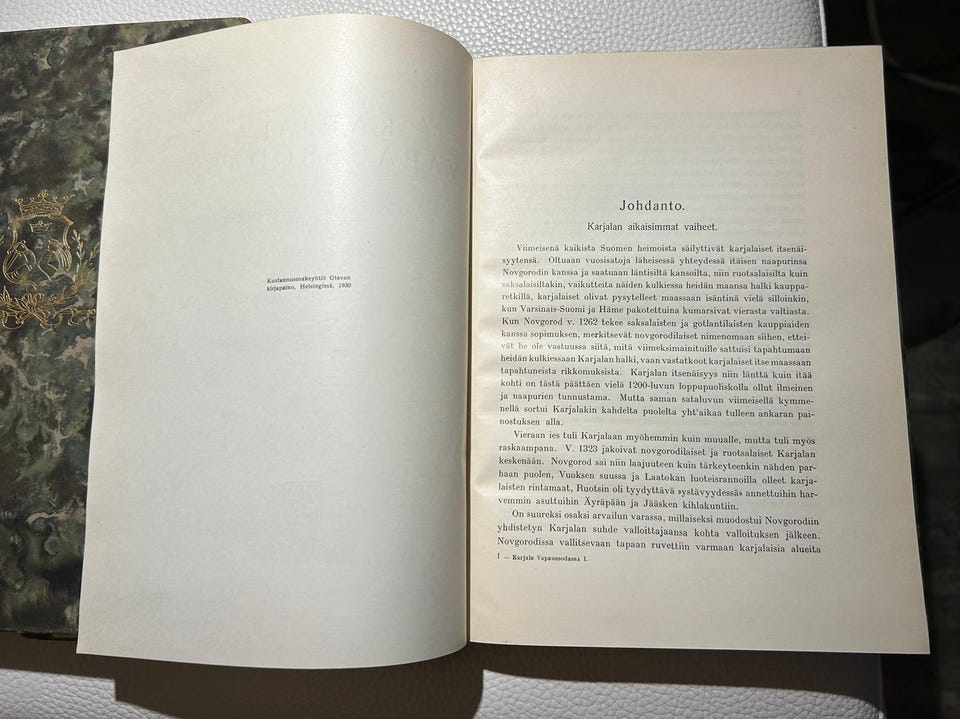 Kustannusosakeyhtiö Otavan
kirjapaino, Helsingissä, 1930
Johdanto.
Karjalan aikaisimmat vaiheet.
Viimeisenä kaikista Suomen heimoista säilyttivät karjalaiset itsenäi-
syytensä. Oltuaan vuosisatoja läheisessä yhteydessä itäisen naapurinsa
Novgorodin kanssa ja saatuaan läntisiltä kansoilta, niin ruotsalaisilta kuin
saksalaisiltakin, vaikutteita näiden kulkiessa heidän maansa halki kauppa-
retkillä, karjalaiset olivat pysytelleet maassaan isäntinä vielä silloinkin,
kun Varsinais-Suomi ja Häme pakotettuina kumarsivat vierasta valtiasta.
Kun Novgorod v. 1262 tekee saksalaisten ja gotlantilaisten kauppiaiden
kanssa sopimuksen, merkitsevät novgorodilaiset nimenomaan siihen, ettei-
vät he ole vastuussa siitä, mitä viimeksimainituille sattuisi tapahtumaan
heidän kulkiessaan Karjalan halki, vaan vastatkoot karjalaiset itse maassaan
tapahtuneista rikkomuksista. Karjalan itsenäisyys niin länttä kuin itää
kohti on tästä päättäen vielä 1200-luvun loppupuoliskolla ollut ilmeinen
ja naapurien tunnustama. Mutta saman sataluvun viimeisellä kymme-
nellä sortui Karjalakin kahdelta puolelta yht'aikaa tulleen ankaran pai-
nostuksen alla.
Vieraan ies tuli Karjalaan myöhemmin kuin muualle, mutta tuli myös
raskaampana. V. 1323 jakoivat novgorodilaiset ja ruotsalaiset Karjalan
keskenään. Novgorod sai niin laajuuteen kuin tärkeyteenkin nähden par-
haan puolen, Vuoksen suussa ja Laatokan luoteisrannoilla olleet karja-
laisten rintamaat, Ruotsin oli tyydyttävä »ystävyydessä» annettuihin har-
vemmin asuttuihin Äyräpään ja Jääsken kihlakuntiin.
On suureksi osaksi arvailun varassa, millaiseksi muodostui Novgorodiin
yhdistetyn Karjalan suhde valloittajaansa kohta valloituksen jälkeen.
Novgorodissa vallitsevaan tapaan ruvettiin varmaan karjalaisia alueita
1 — Karjala Vapaussodassa I.